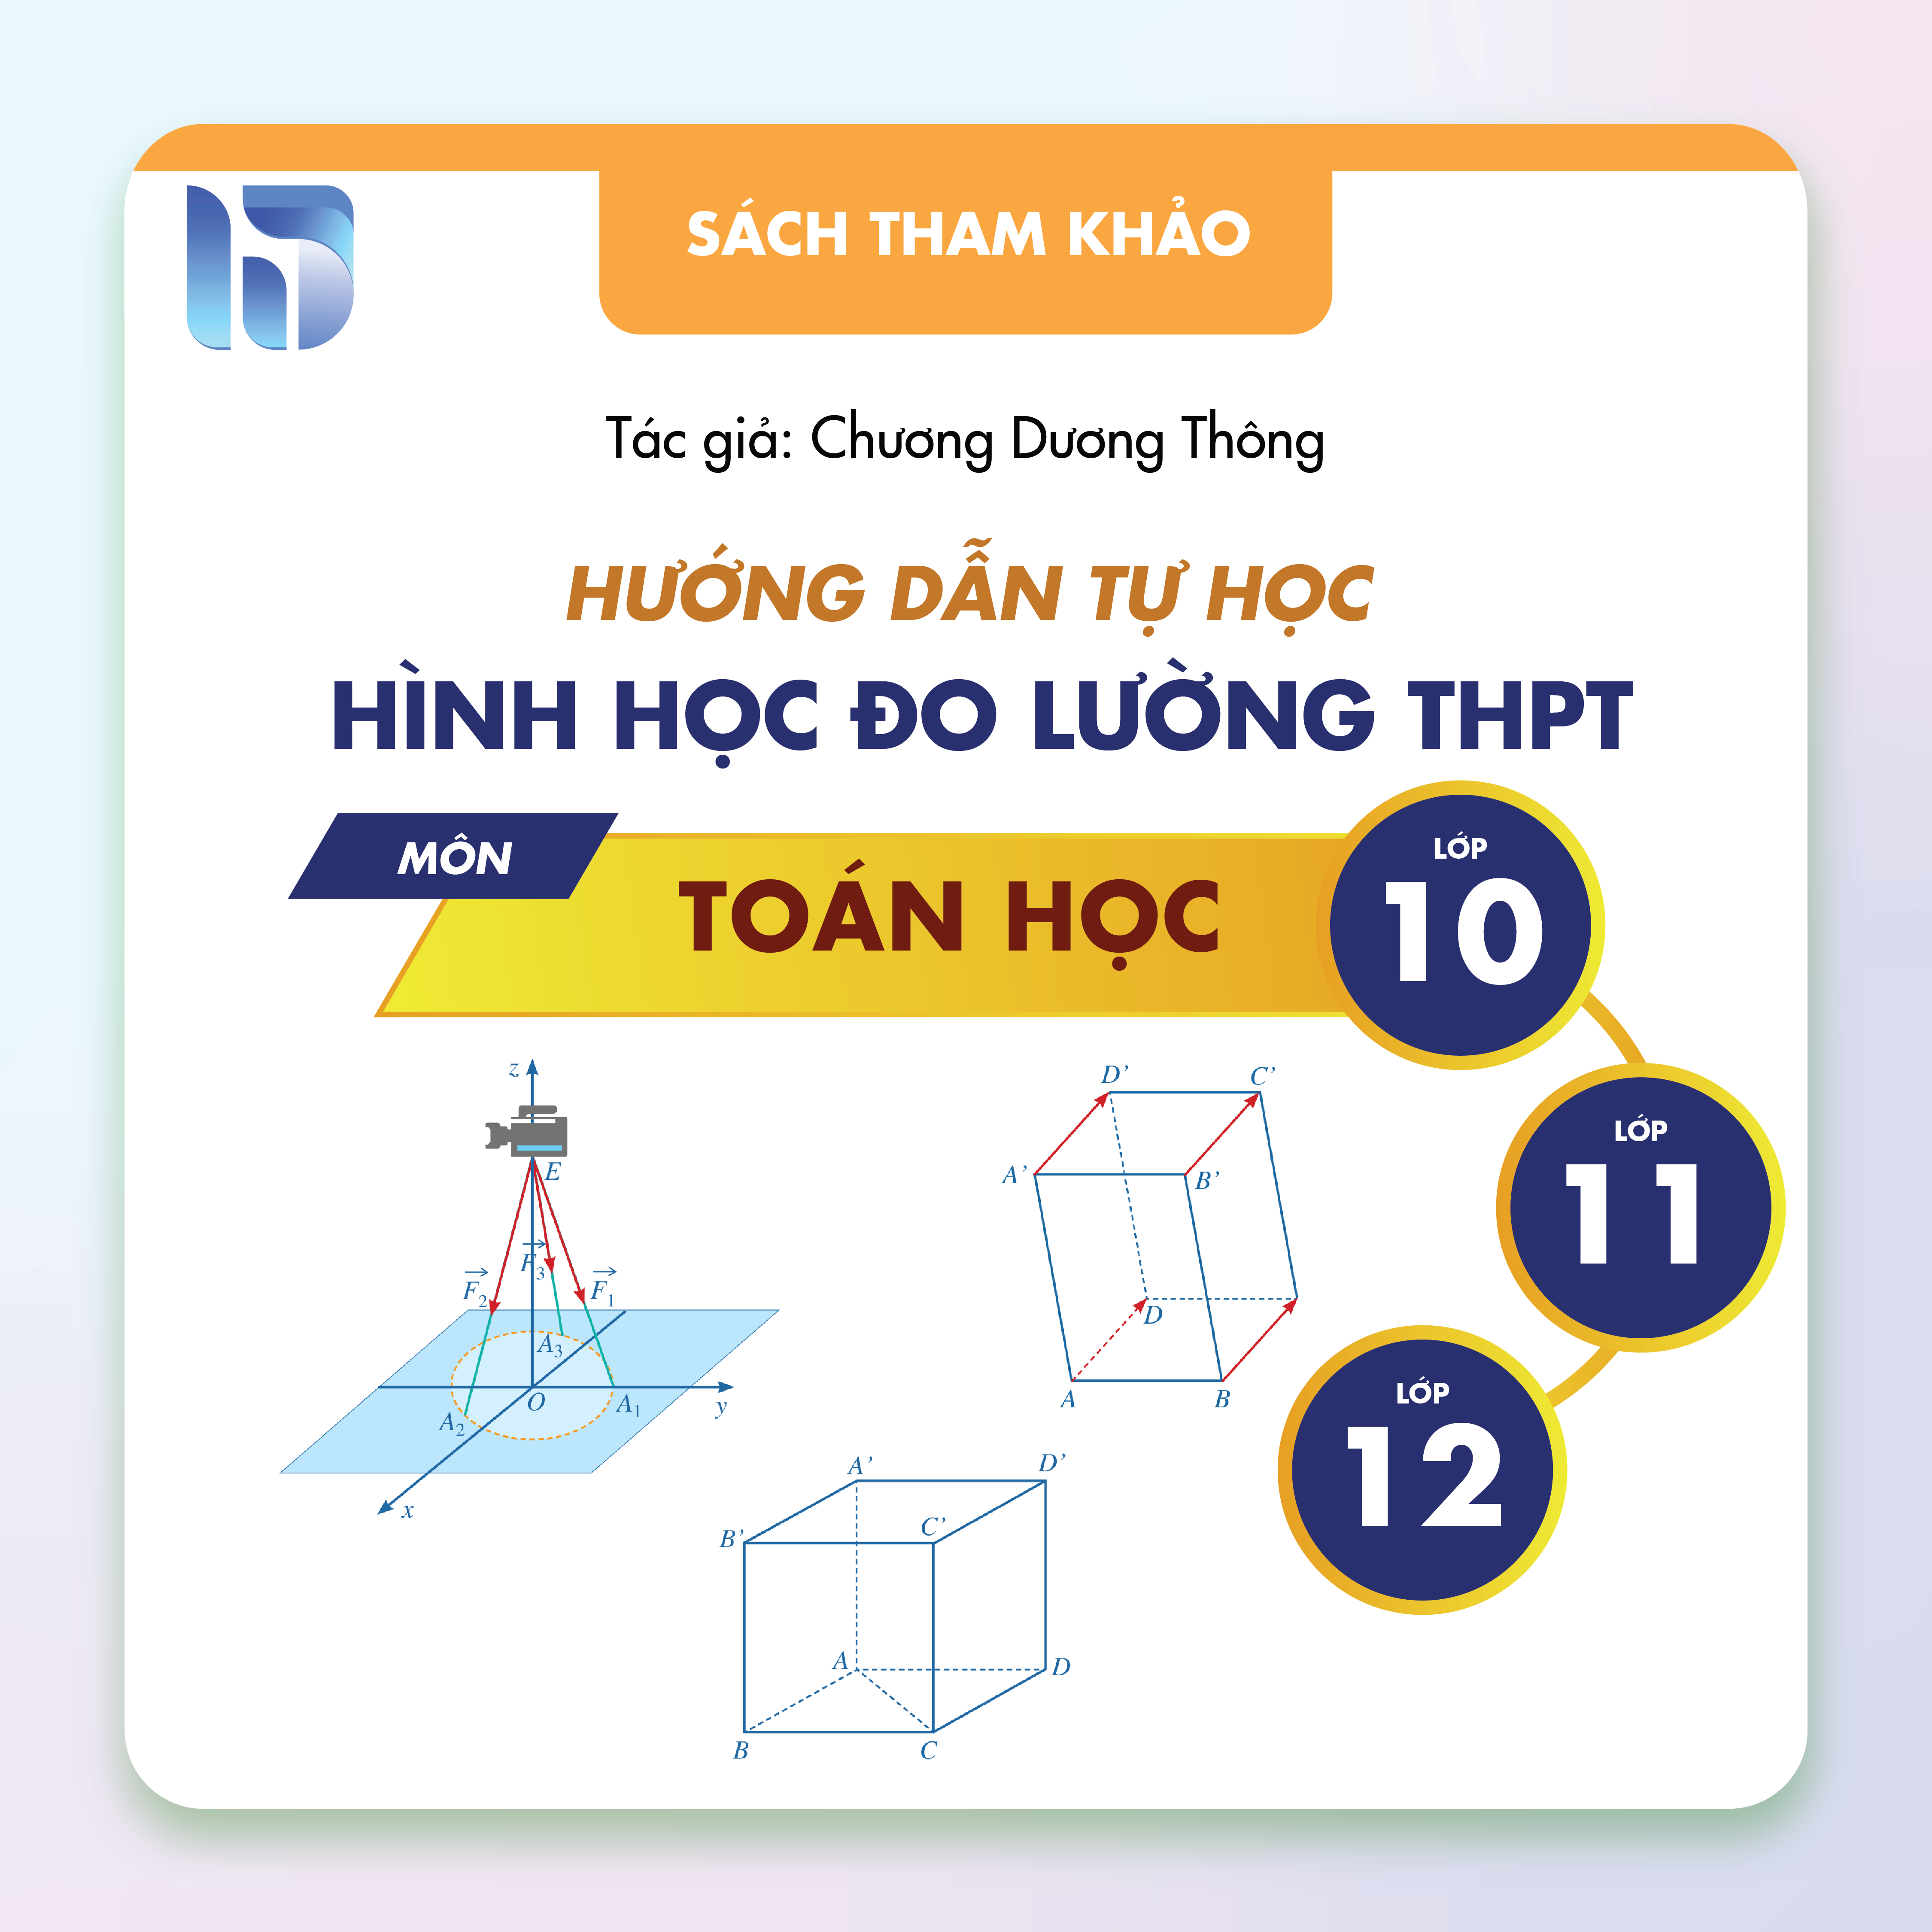 SÁCH THAM KHẢO
Tác giả: Chương Dương Thông
HƯỚNG DẪN TỰ HỌC
HÌNH HỌC ĐO LƯỜNG THPT
MÔN
TOÁN HỌC
LỚP
10
LỚP
11
LỚP
12
z
E
F₃
F₂
F₁
A₃
O
A₁
y
A₂
x
D' C'
A' B'
D
A B
A' D'
B' C'
A D
B C